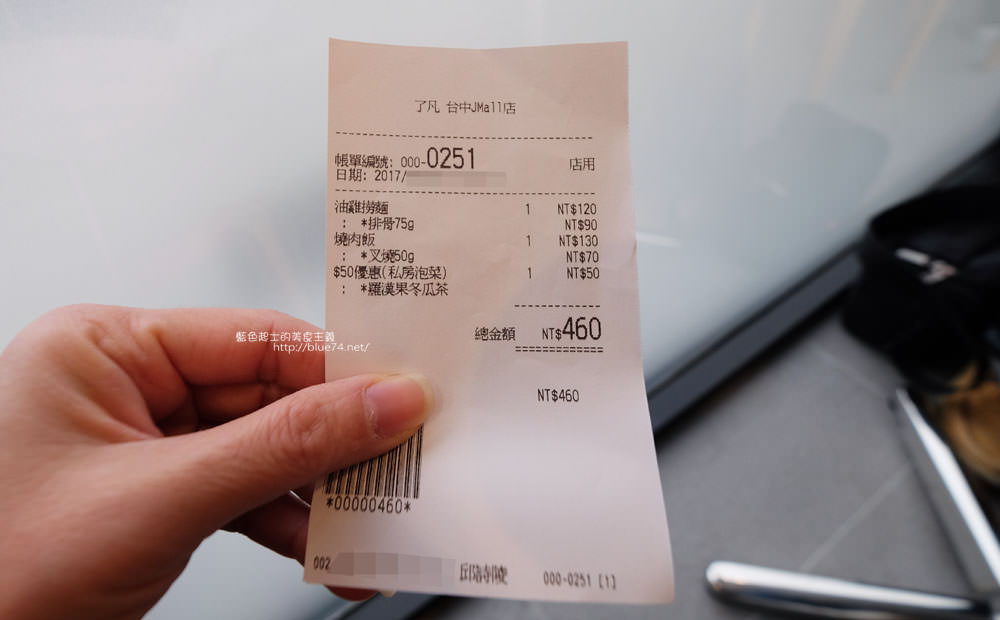 了凡 台中JMall店
帳單編號: 000-0251 店用
日期: 2017/
油雞撈麵 1 NT$120
: *排骨75g NT$90
燒肉飯 1 NT$130
: *叉燒50g NT$70
$50優惠(私房泡菜) 1 NT$50
: *羅漢果冬瓜茶
總金額 NT$460
NT$460
藍色起士的美食主義
http://blue74.net/
*00000460*
002 邱詩 000-0251 [1]